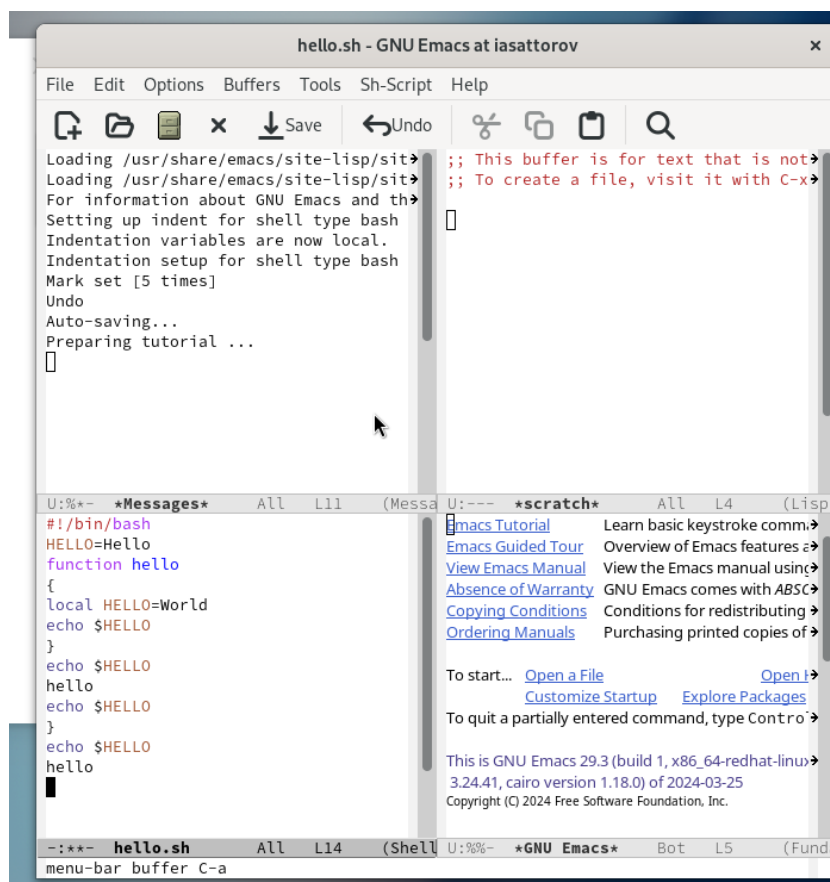 hello.sh - GNU Emacs at iasattorov
File Edit Options Buffers Tools Sh-Script Help
Save Undo
Loading /usr/share/emacs/site-lisp/sit
Loading /usr/share/emacs/site-lisp/sit
For information about GNU Emacs and th
Setting up indent for shell type bash
Indentation variables are now local.
Indentation setup for shell type bash
Mark set [5 times]
Undo
Auto-saving...
Preparing tutorial ...
U:%*- *Messages* All L11 (Messa
;; This buffer is for text that is not
;; To create a file, visit it with C-x
U:--- *scratch* All L4 (Lisp
#!/bin/bash
HELLO=Hello
function hello
{
local HELLO=World
echo $HELLO
}
echo $HELLO
hello
echo $HELLO
}
echo $HELLO
hello
-:**- hello.sh All L14 (Shell
Emacs Tutorial Learn basic keystroke comm
Emacs Guided Tour Overview of Emacs features a
View Emacs Manual View the Emacs manual using
Absence of Warranty GNU Emacs comes with ABSC
Copying Conditions Conditions for redistributing
Ordering Manuals Purchasing printed copies of
To start... Open a File Open H
Customize Startup Explore Packages
To quit a partially entered command, type Contro
This is GNU Emacs 29.3 (build 1, x86_64-redhat-linux
3.24.41, cairo version 1.18.0) of 2024-03-25
Copyright (C) 2024 Free Software Foundation, Inc.
U:%%- *GNU Emacs* Bot L5 (Fund
menu-bar buffer C-a